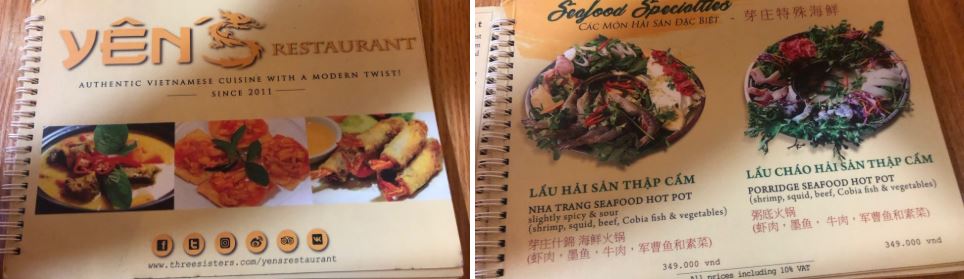 YÊN'S RESTAURANT
AUTHENTIC VIETNAMESE CUISINE WITH A MODERN TWIST!
SINCE 2011
www.threesisters.com/yensrestaurant
Seafood Specialties
CÁC MÓN HẢI SẢN ĐẶC BIỆT - 芽庄特殊海鲜
LẨU HẢI SẢN THẬP CẨM
NHA TRANG SEAFOOD HOT POT
slightly spicy & sour
(shrimp, squid, beef, Cobia fish & vegetables)
芽庄什錦 海鲜火锅
(虾肉，墨鱼，牛肉，军曹鱼和素菜)
349.000 vnd
LẨU CHÁO HẢI SẢN THẬP CẨM
PORRIDGE SEAFOOD HOT POT
(shrimp, squid, beef, Cobia fish & vegetables)
粥底火锅
(虾肉，墨鱼，牛肉，军曹鱼和素菜)
349.000 vnd
All prices including 10% VAT